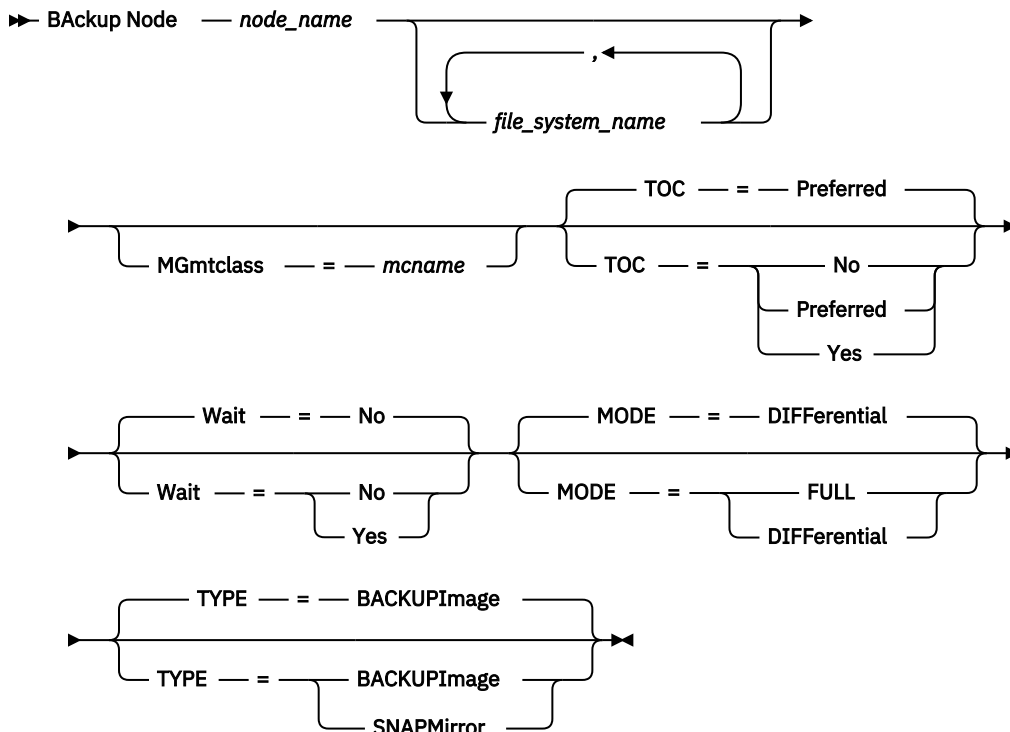 BAckup Node node_name
,
file_system_name
TOC = Preferred
MGmtclass = mcname
TOC = No
Preferred
Yes
Wait = No
MODE = DIFFerential
Wait = No
Yes
MODE = FULL
DIFFerential
TYPE = BACKUPImage
TYPE = BACKUPImage
SNAPMirror